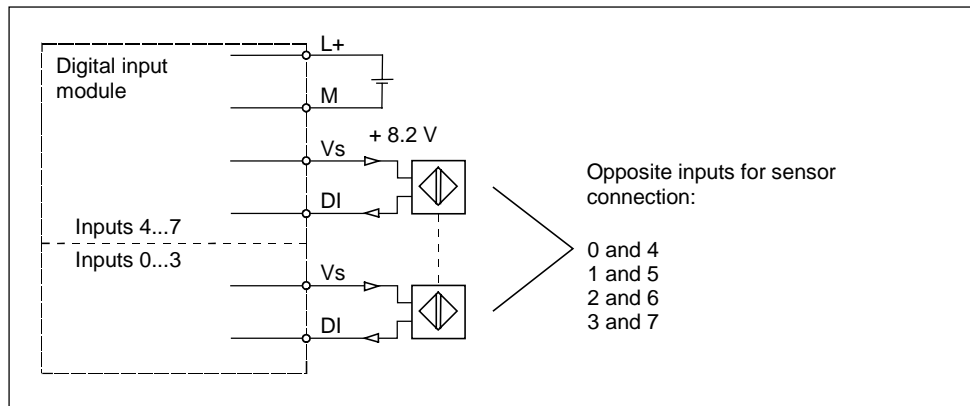 L+
Digital input
module
M
Vs
+ 8.2 V
DI
Inputs 4...7
Inputs 0...3
Vs
DI
Opposite inputs for sensor
connection:
0 and 4
1 and 5
2 and 6
3 and 7